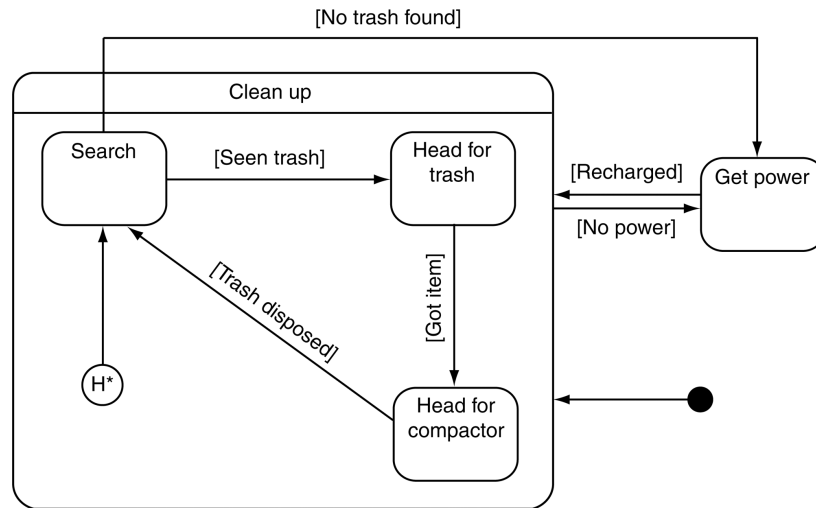 [No trash found]
Clean up
Search
[Seen trash]
Head for
trash
[Recharged]
Get power
[No power]
[Trash disposed]
[Got item]
H*
Head for
compactor